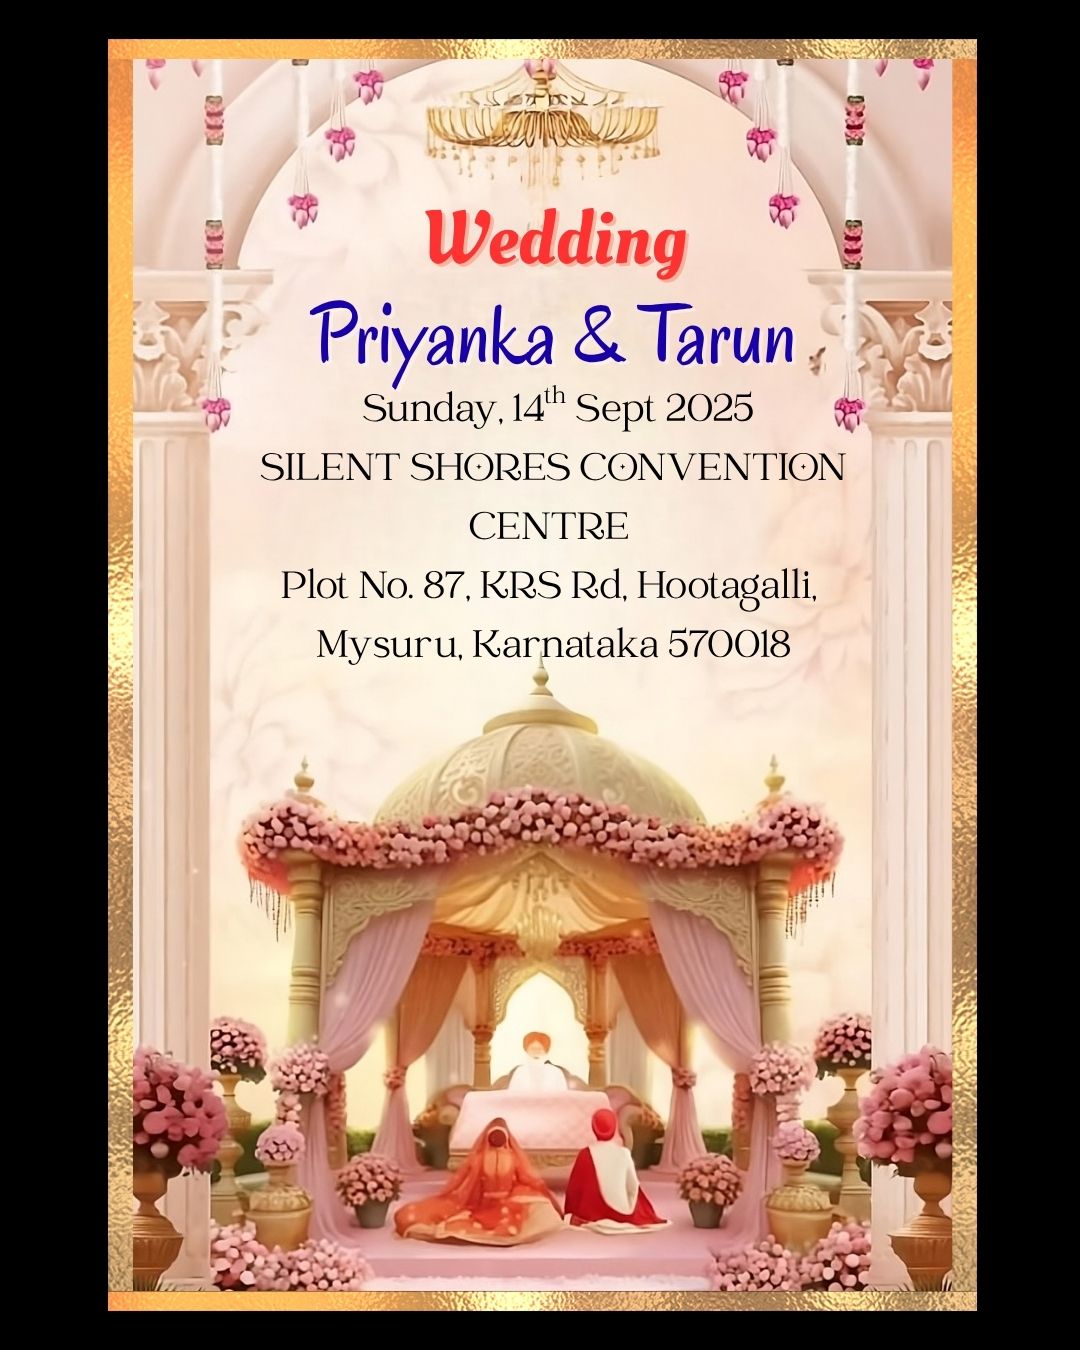 Wedding
Priyanka & Tarun
Sunday, 14th Sept 2025
SILENT SHORES CONVENTION
CENTRE
Plot No. 87, KRS Rd, Hootagalli,
Mysuru, Karnataka 570018